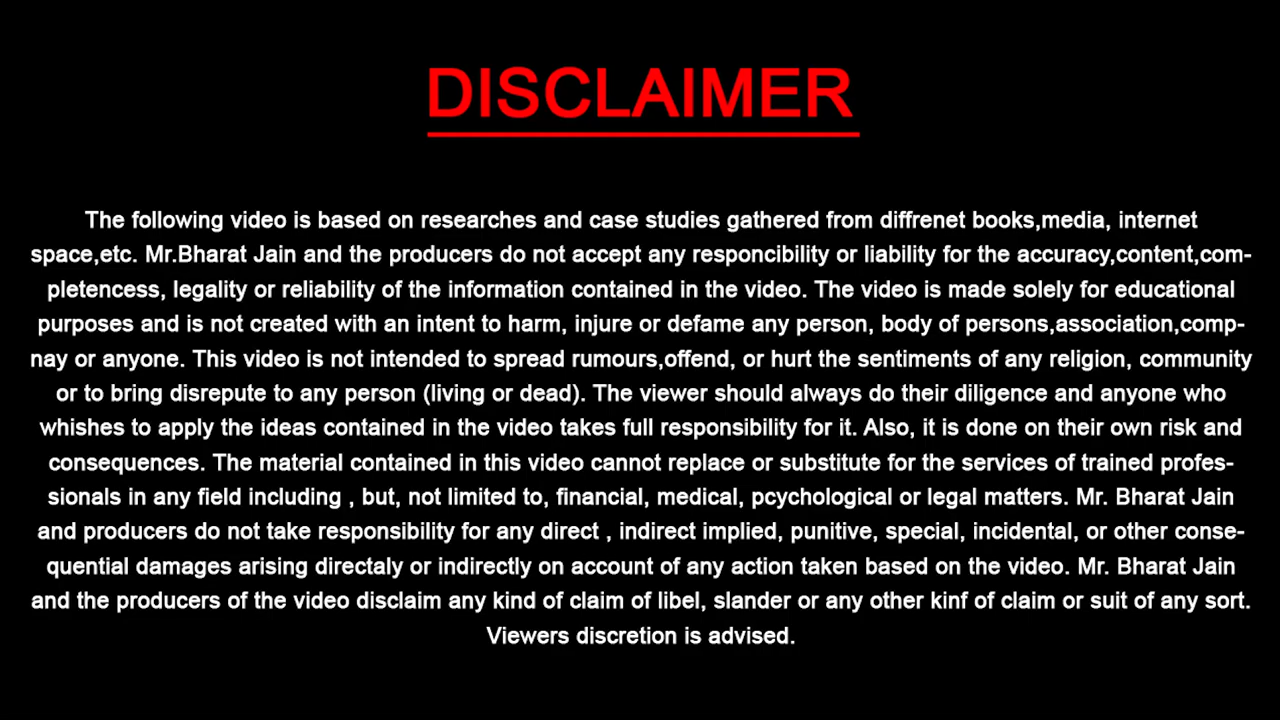 DISCLAIMER
The following video is based on researches and case studies gathered from diffrenet books,media, internet
space,etc. Mr.Bharat Jain and the producers do not accept any responcibility or liability for the accuracy,content,com-
pletencess, legality or reliability of the information contained in the video. The video is made solely for educational
purposes and is not created with an intent to harm, injure or defame any person, body of persons,association,comp-
nay or anyone. This video is not intended to spread rumours,offend, or hurt the sentiments of any religion, community
or to bring disrepute to any person (living or dead). The viewer should always do their diligence and anyone who
whishes to apply the ideas contained in the video takes full responsibility for it. Also, it is done on their own risk and
consequences. The material contained in this video cannot replace or substitute for the services of trained profes-
sionals in any field including , but, not limited to, financial, medical, pcychological or legal matters. Mr. Bharat Jain
and producers do not take responsibility for any direct , indirect implied, punitive, special, incidental, or other conse-
quential damages arising directaly or indirectly on account of any action taken based on the video. Mr. Bharat Jain
and the producers of the video disclaim any kind of claim of libel, slander or any other kinf of claim or suit of any sort.
Viewers discretion is advised.